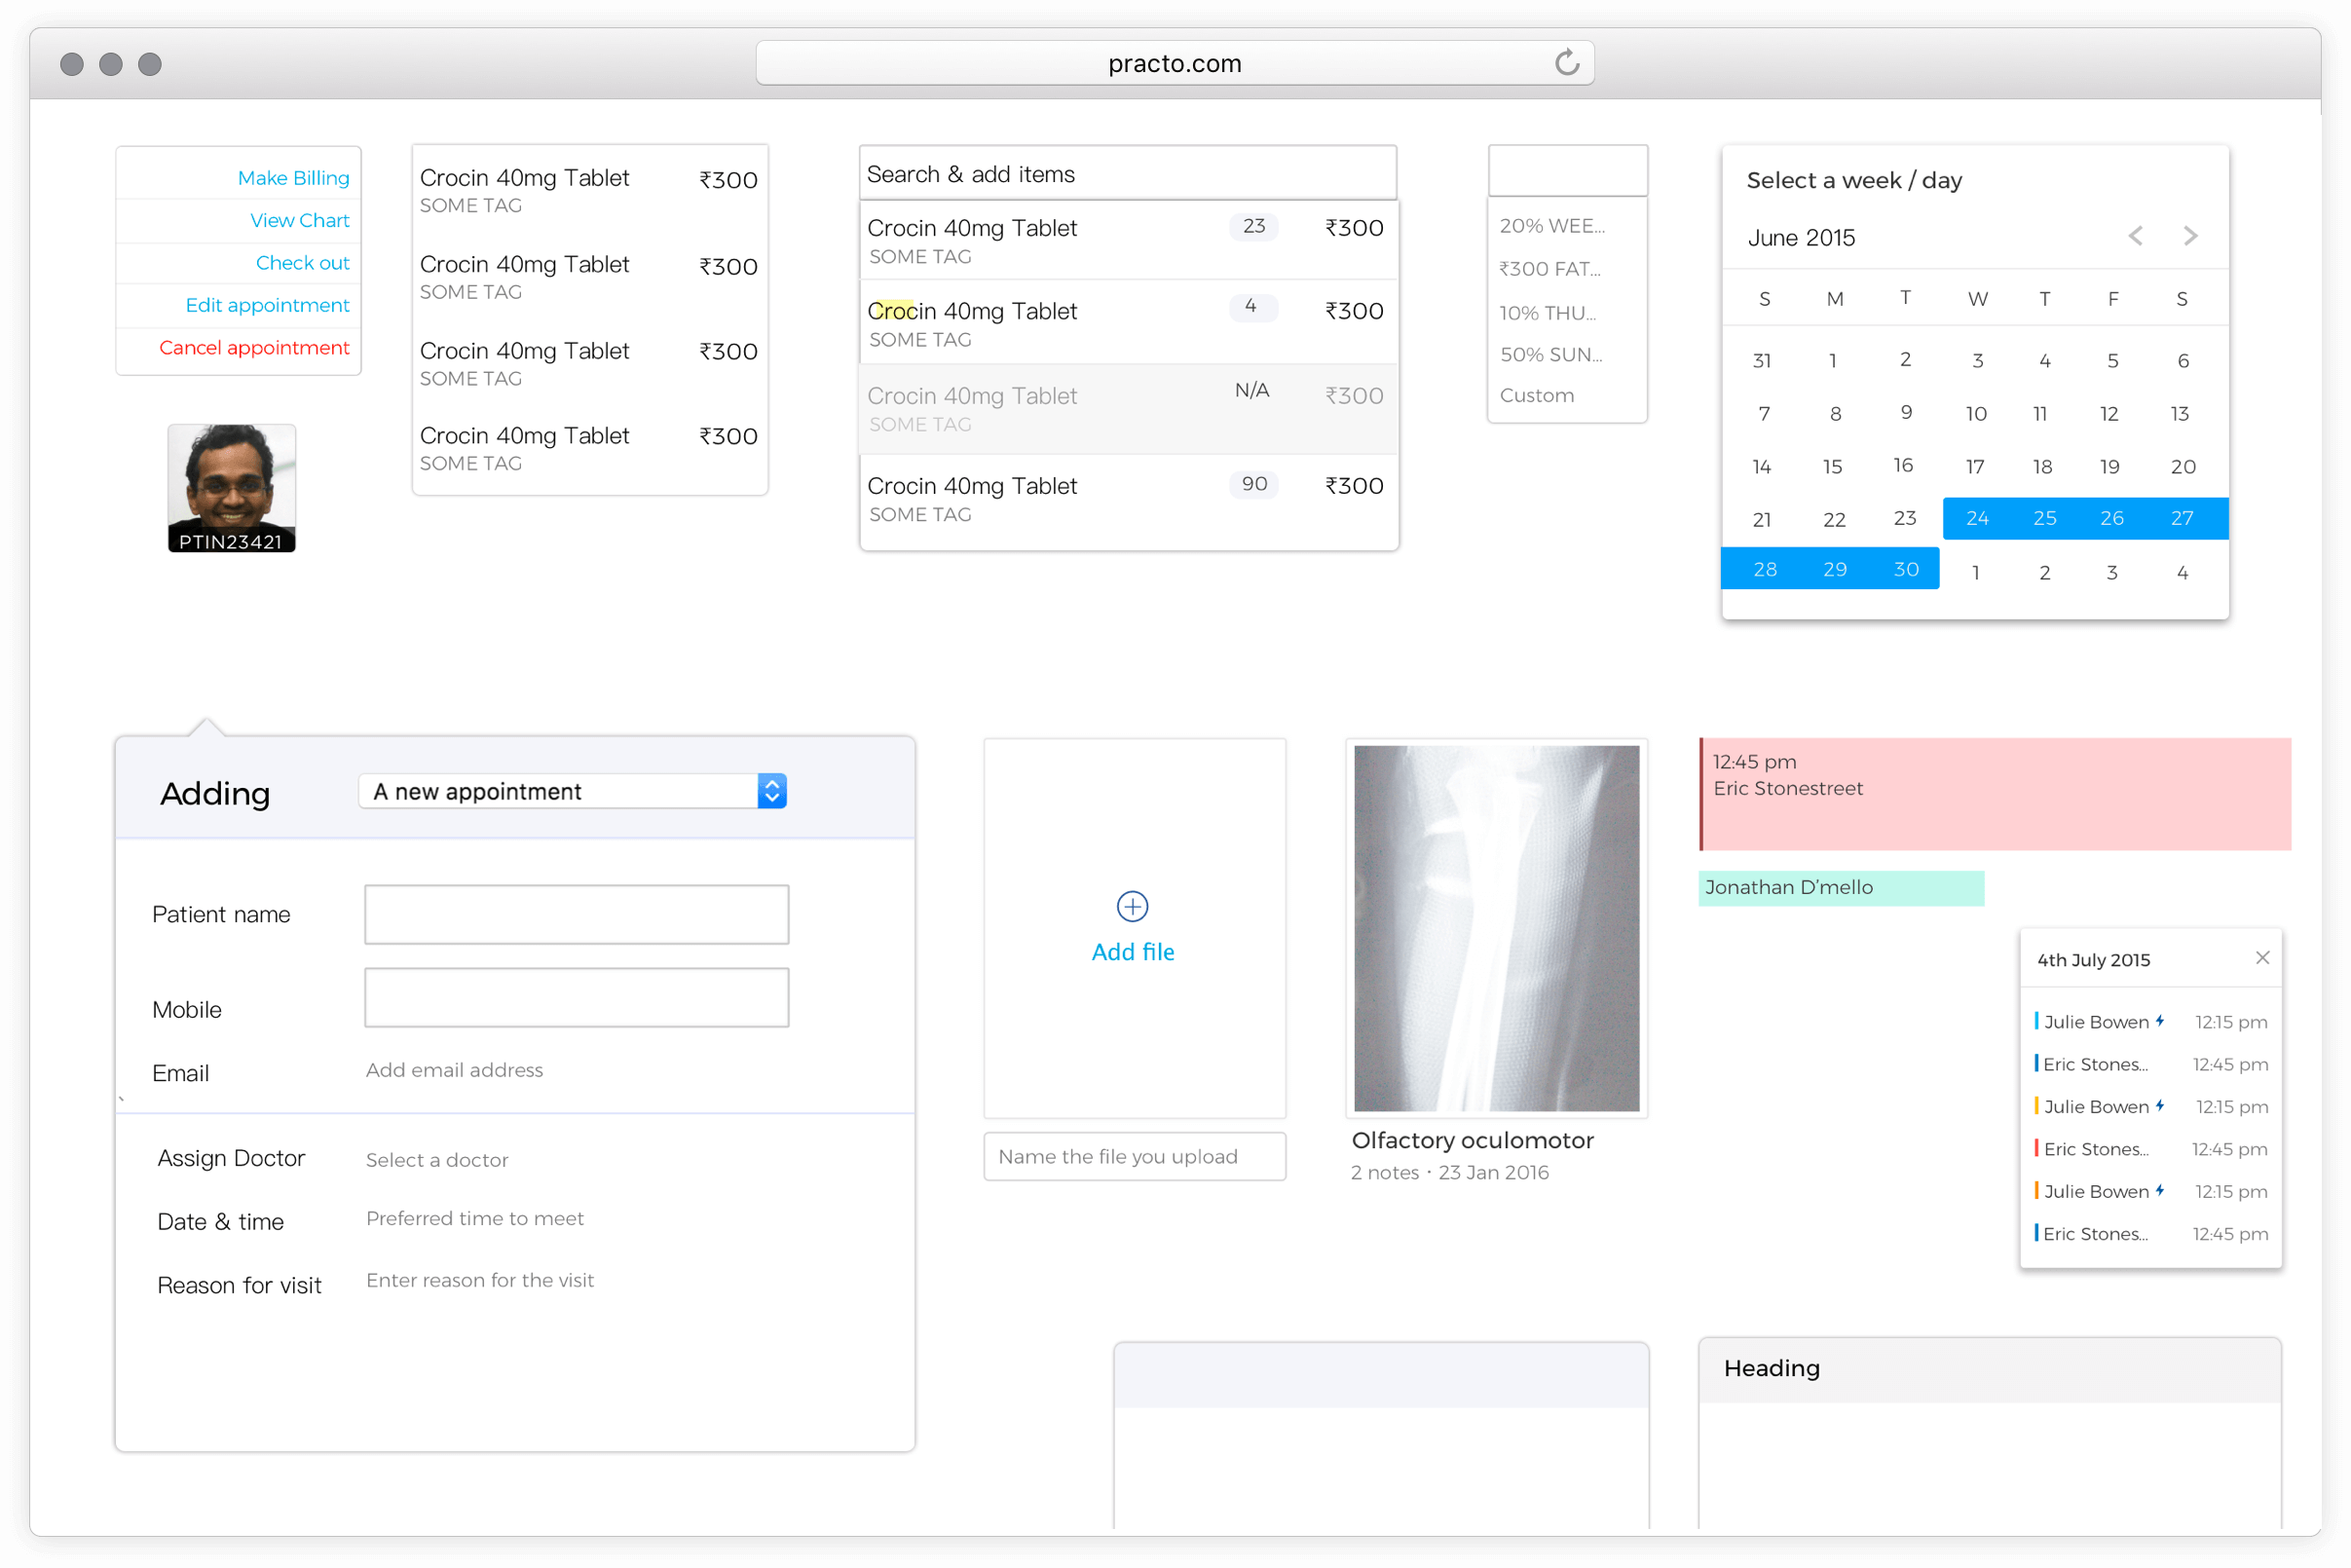 practo.com
Make Billing
View Chart
Check out
Edit appointment
Cancel appointment
PTIN23421
Crocin 40mg Tablet ₹300
SOME TAG
Crocin 40mg Tablet ₹300
SOME TAG
Crocin 40mg Tablet ₹300
SOME TAG
Crocin 40mg Tablet ₹300
SOME TAG
Search & add items
Crocin 40mg Tablet 23 ₹300
SOME TAG
Crocin 40mg Tablet 4 ₹300
SOME TAG
Crocin 40mg Tablet N/A ₹300
SOME TAG
Crocin 40mg Tablet 90 ₹300
SOME TAG
20% WEE...
₹300 FAT...
10% THU...
50% SUN...
Custom
Select a week / day
June 2015
S M T W T F S
31 1 2 3 4 5 6
7 8 9 10 11 12 13
14 15 16 17 18 19 20
21 22 23 24 25 26 27
28 29 30 1 2 3 4
Adding A new appointment
Patient name
Mobile
Email Add email address
Assign Doctor Select a doctor
Date & time Preferred time to meet
Reason for visit Enter reason for the visit
Add file
Name the file you upload
Olfactory oculomotor
2 notes · 23 Jan 2016
12:45 pm
Eric Stonestreet
Jonathan D'mello
4th July 2015
Julie Bowen 12:15 pm
Eric Stones... 12:45 pm
Julie Bowen 12:15 pm
Eric Stones... 12:45 pm
Julie Bowen 12:15 pm
Eric Stones... 12:45 pm
Heading